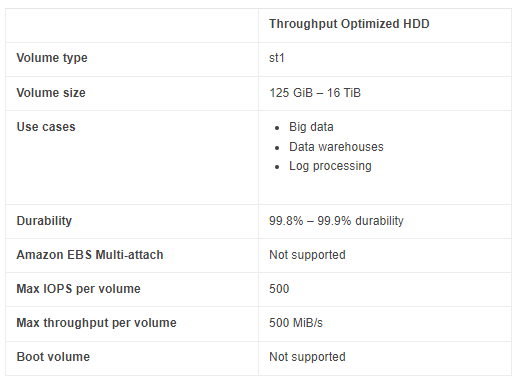 Throughput Optimized HDD
Volume type st1
Volume size 125 GiB – 16 TiB
Use cases • Big data
• Data warehouses
• Log processing
Durability 99.8% – 99.9% durability
Amazon EBS Multi-attach Not supported
Max IOPS per volume 500
Max throughput per volume 500 MiB/s
Boot volume Not supported